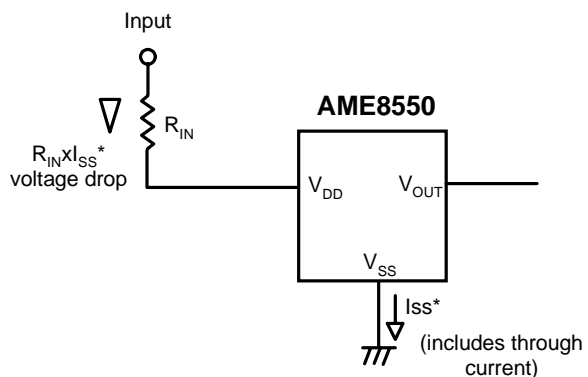 Input
AME8550
R_IN
R_INxI_SS*
voltage drop
V_DD
V_OUT
V_SS
Iss*
(includes through
current)